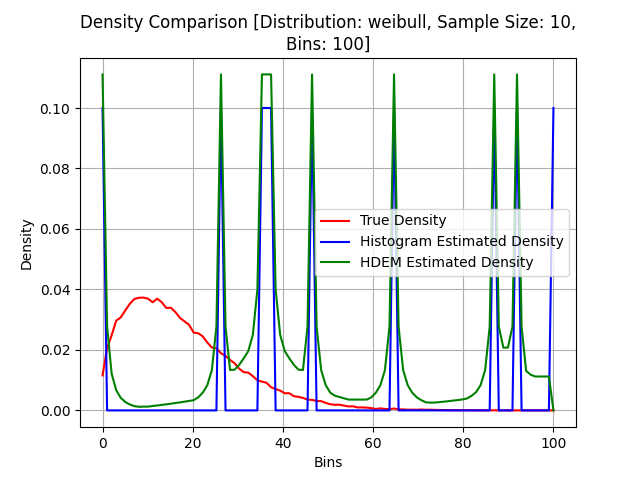 Density Comparison [Distribution: weibull, Sample Size: 10,
Bins: 100]
Density
0.10
0.08
0.06
0.04
0.02
0.00
True Density
Histogram Estimated Density
HDEM Estimated Density
0 20 40 60 80 100
Bins